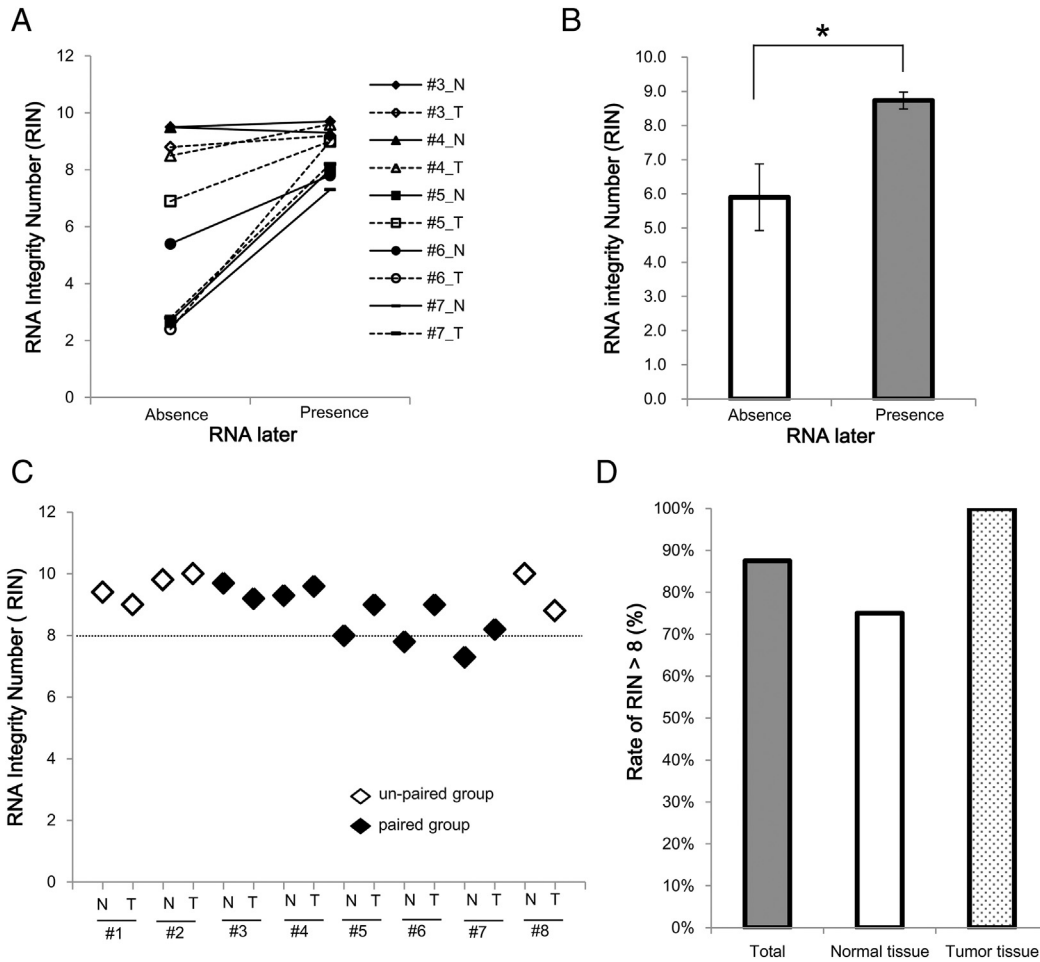 A
RNA Integrity Number (RIN)
12
10
8
6
4
2
0
Absence
Presence
RNA later
#3_N
#3_T
#4_N
#4_T
#5_N
#5_T
#6_N
#6_T
#7_N
#7_T
B
RNA integrity Number (RIN)
10.0
9.0
8.0
7.0
6.0
5.0
4.0
3.0
2.0
1.0
0.0
*
Absence
Presence
RNA later
C
RNA Integrity Number ( RIN)
12
10
8
6
4
2
0
un-paired group
paired group
N T N T N T N T N T N T N T N T
#1 #2 #3 #4 #5 #6 #7 #8
D
Rate of RIN > 8 (%)
100%
90%
80%
70%
60%
50%
40%
30%
20%
10%
0%
Total
Normal tissue
Tumor tissue